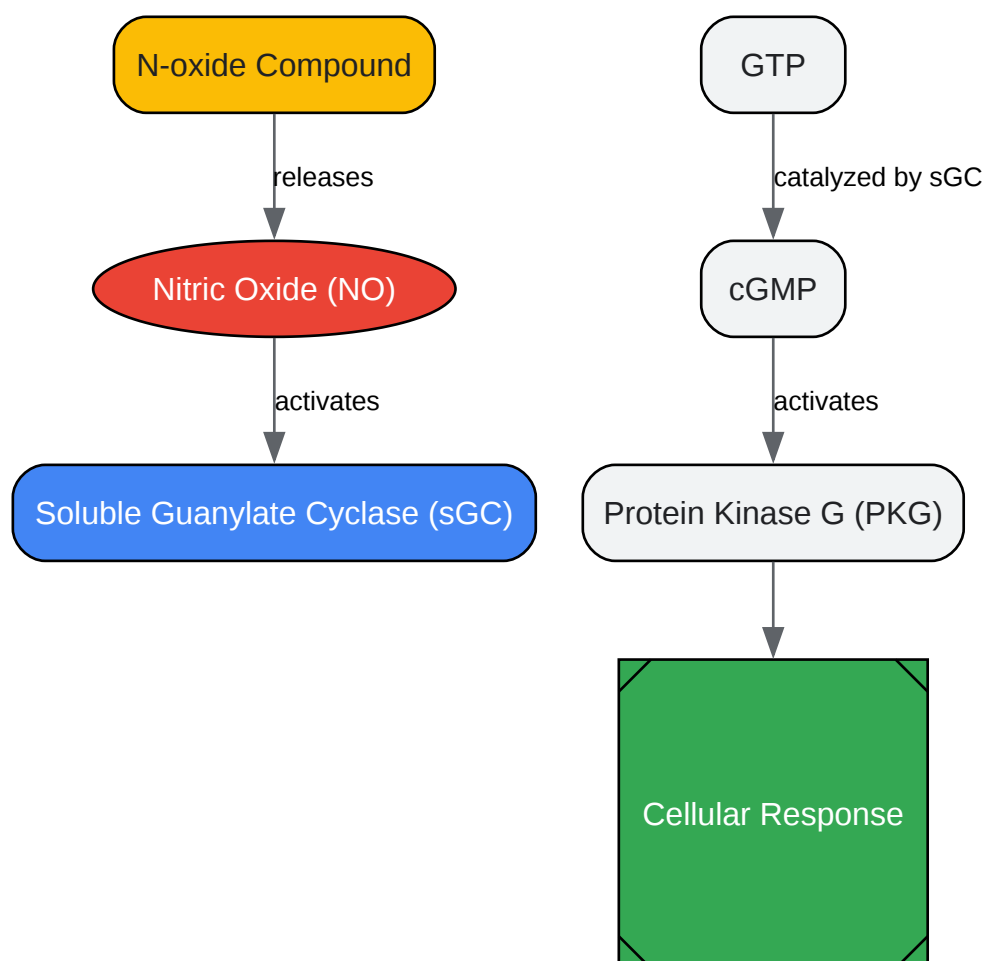 N-oxide Compound
releases
Nitric Oxide (NO)
activates
Soluble Guanylate Cyclase (sGC)
GTP
catalyzed by sGC
cGMP
activates
Protein Kinase G (PKG)
Cellular Response